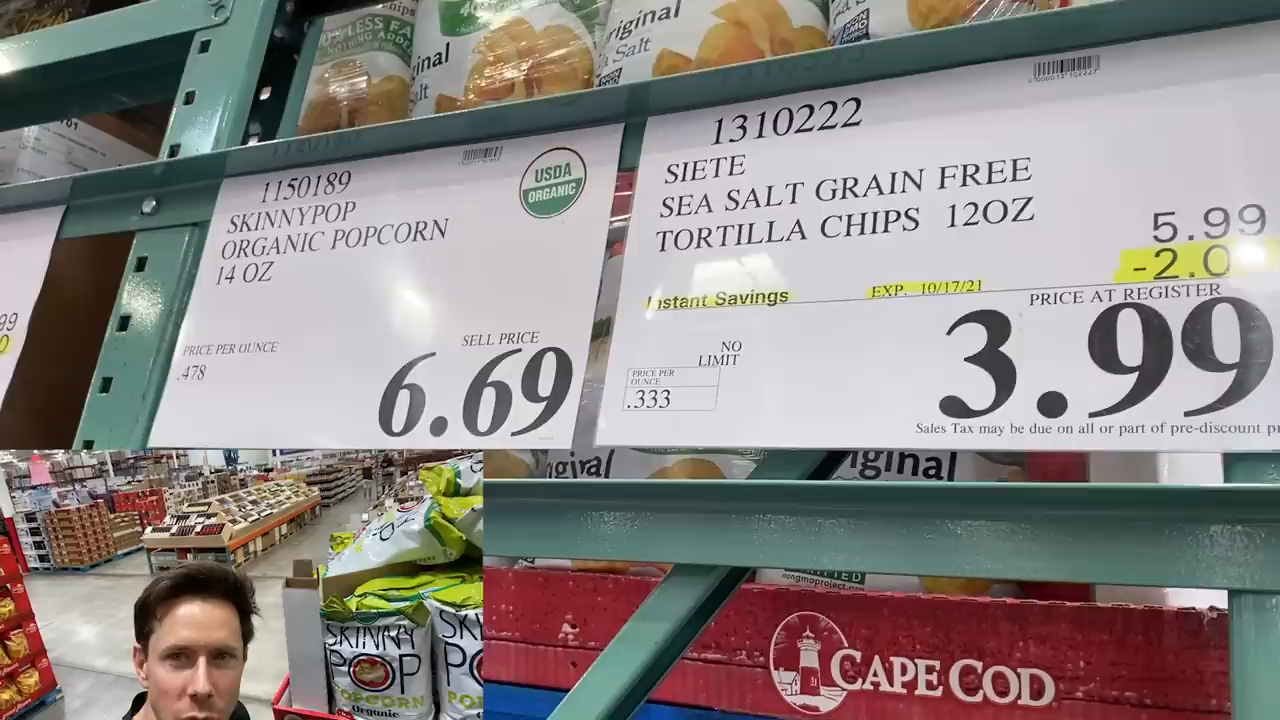 Original
Salt
1150189
SKINNYPOP
ORGANIC POPCORN
14 OZ
USDA
ORGANIC
PRICE PER OUNCE
.478
SELL PRICE
6.69
1310222
SIETE
SEA SALT GRAIN FREE
TORTILLA CHIPS 12OZ
5.99
-2.0
Instant Savings
EXP. 10/17/21
PRICE AT REGISTER
NO
LIMIT
PRICE PER
OUNCE
.333
3.99
Sales Tax may be due on all or part of pre-discount
SKINNY
POP
POPCORN
Organic
nongmoproject.org
CAPE COD